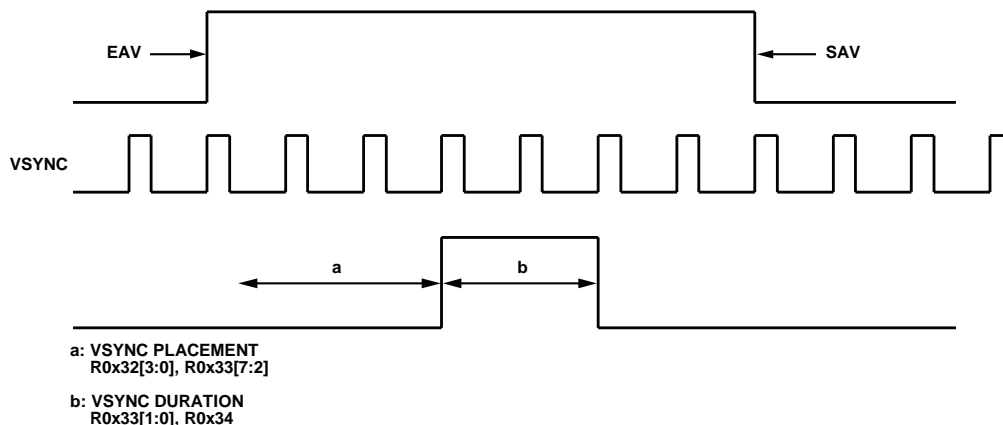 EAV
SAV
VSYNC
a
b
a: VSYNC PLACEMENT
R0x32[3:0], R0x33[7:2]
b: VSYNC DURATION
R0x33[1:0], R0x34